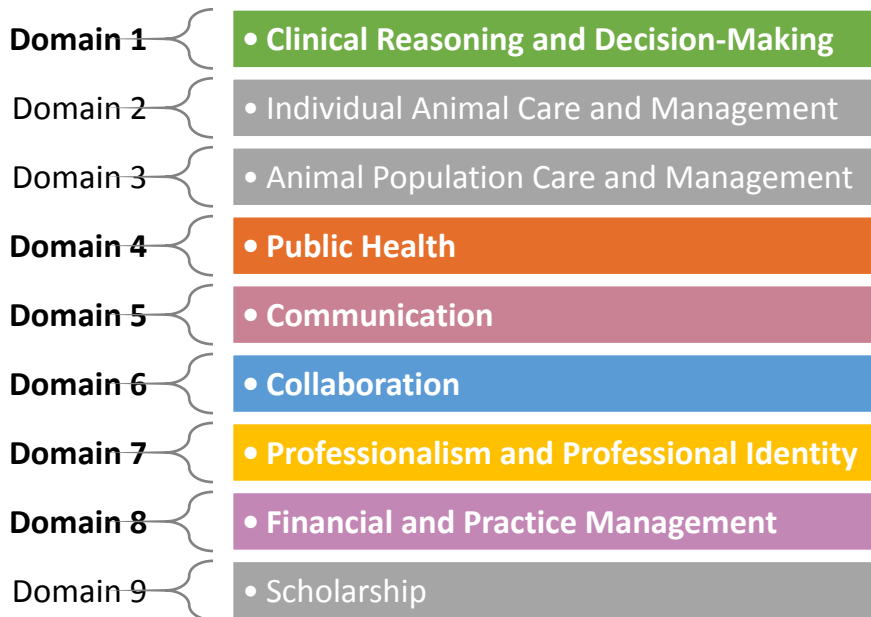 Domain 1 • Clinical Reasoning and Decision-Making
Domain 2 • Individual Animal Care and Management
Domain 3 • Animal Population Care and Management
Domain 4 • Public Health
Domain 5 • Communication
Domain 6 • Collaboration
Domain 7 • Professionalism and Professional Identity
Domain 8 • Financial and Practice Management
Domain 9 • Scholarship